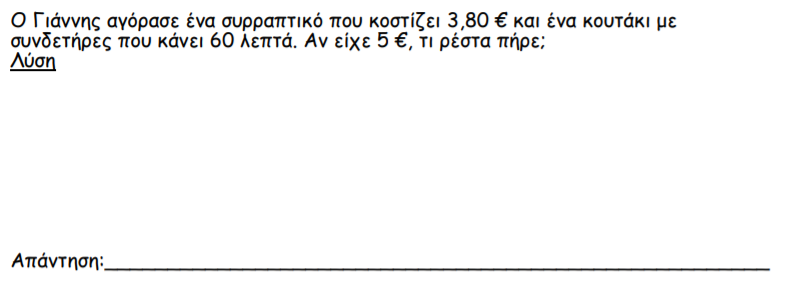 Ο Γιάννης αγόρασε ένα συρραπτικό που κοστίζει 3,80 € και ένα κουτάκι με
συνδετήρες που κάνει 60 λεπτά. Αν είχε 5 €, τι ρέστα πήρε;
Λύση
Απάντηση:___________________________________________________________